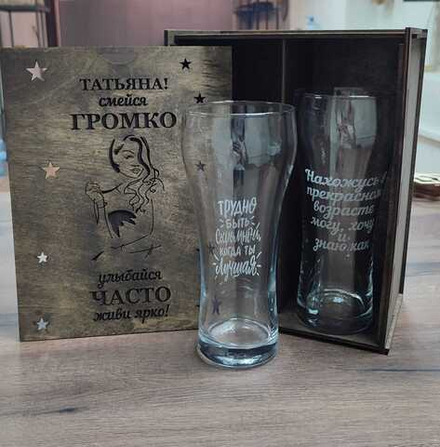 ТАТЬЯНА!
смейся
ГРОМКО
улыбайся
ЧАСТО
живи ярко!
ТРУДНО
БЫТЬ
скромной,
КОГДА ТЫ
Лучшая
Нахожусь в
прекрасном
возрасте
могу, хочу
и
знаю как